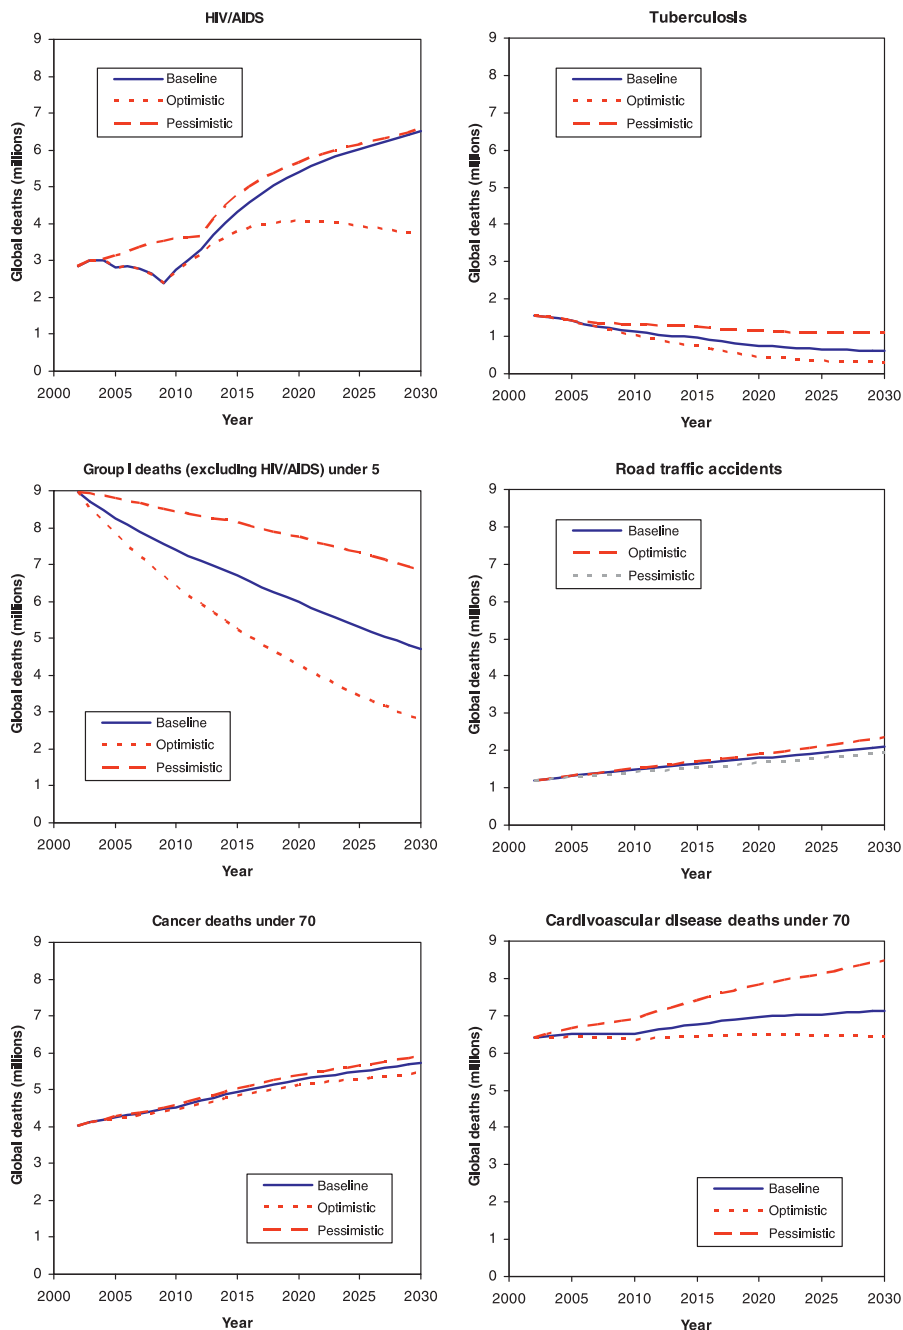 HIV/AIDS
9
8
7
6
5
4
3
2
1
0
Global deaths (millions)
Baseline
Optimistic
Pessimistic
2000 2005 2010 2015 2020 2025 2030
Year
Tuberculosis
9
8
7
6
5
4
3
2
1
0
Global deaths (millions)
Baseline
Optimistic
Pessimistic
2000 2005 2010 2015 2020 2025 2030
Year
Group I deaths (excluding HIV/AIDS) under 5
9
8
7
6
5
4
3
2
1
0
Global deaths (millions)
Baseline
Optimistic
Pessimistic
2000 2005 2010 2015 2020 2025 2030
Year
Road traffic accidents
9
8
7
6
5
4
3
2
1
0
Global deaths (millions)
Baseline
Optimistic
Pessimistic
2000 2005 2010 2015 2020 2025 2030
Year
Cancer deaths under 70
9
8
7
6
5
4
3
2
1
0
Global deaths (millions)
Baseline
Optimistic
Pessimistic
2000 2005 2010 2015 2020 2025 2030
Year
Cardivoascular disease deaths under 70
9
8
7
6
5
4
3
2
1
0
Global deaths (millions)
Baseline
Optimistic
Pessimistic
2000 2005 2010 2015 2020 2025 2030
Year